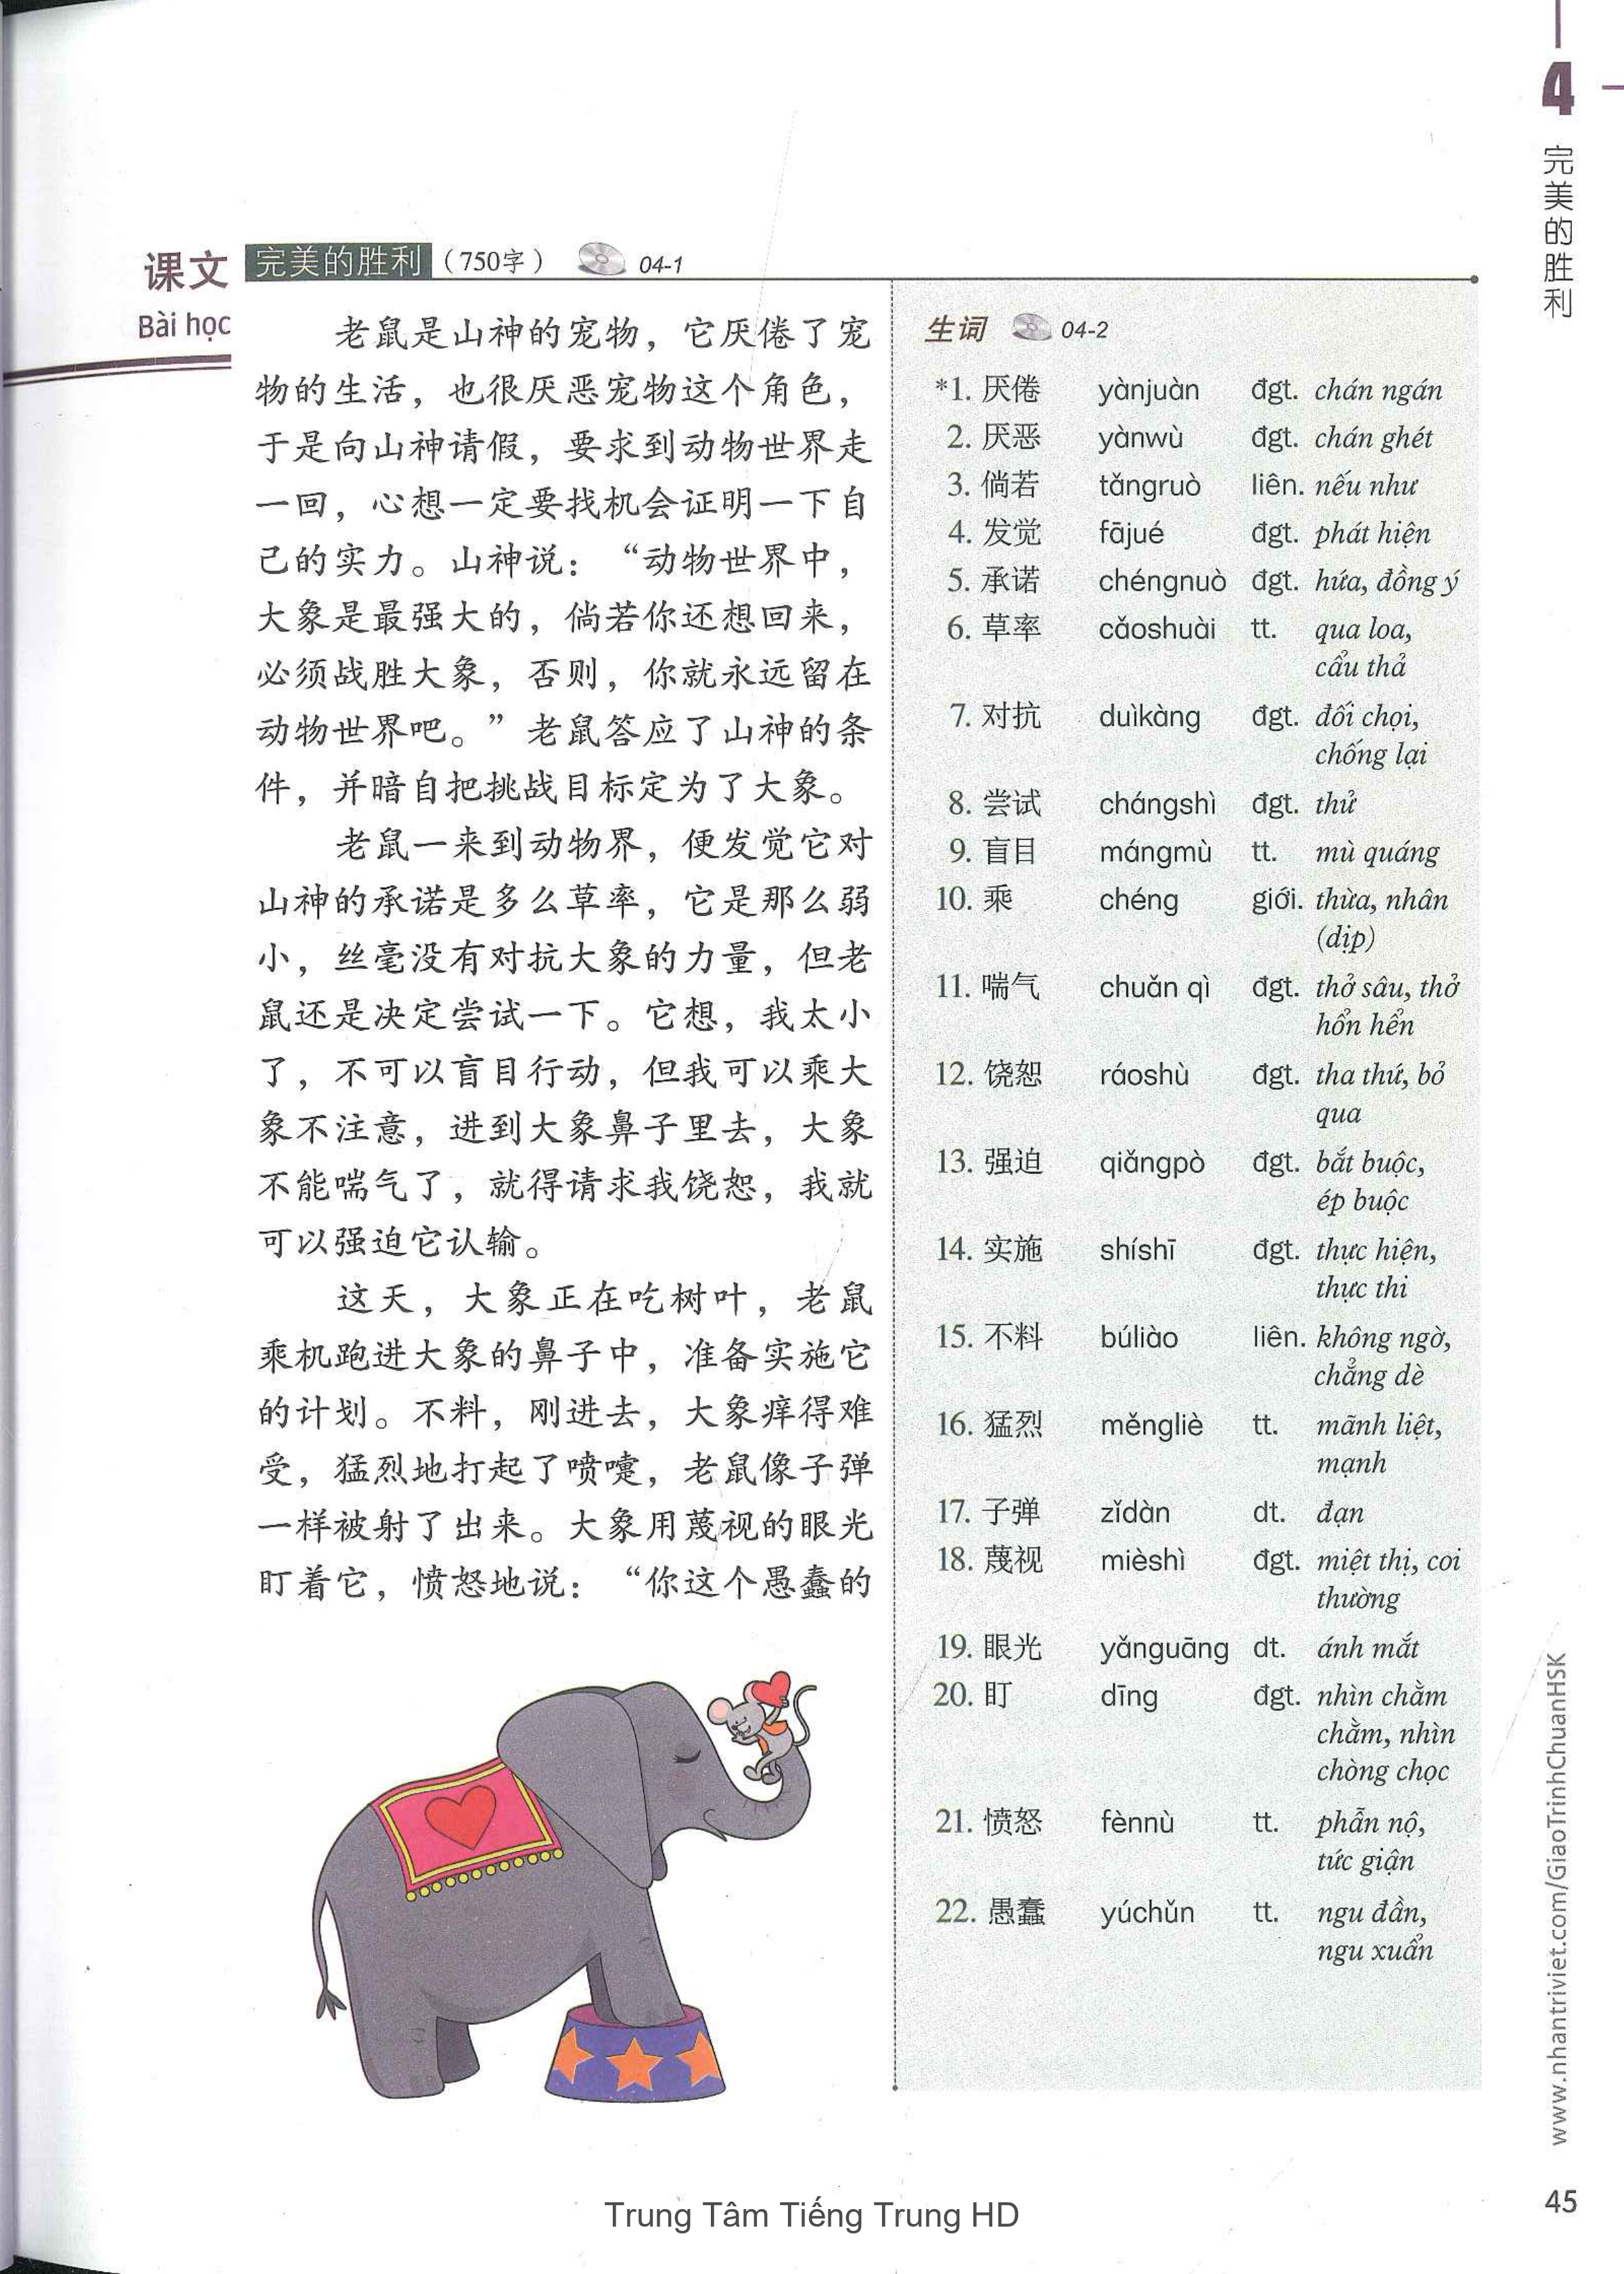 4
完美的胜利
课文 完美的胜利 (750字) 04-1
Bài học
老鼠是山神的宠物，它厌倦了宠
物的生活，也很厌恶宠物这个角色，
于是向山神请假，要求到动物世界走
一回，心想一定要找机会证明一下自
己的实力。山神说：“动物世界中，
大象是最强大的，倘若你还想回来，
必须战胜大象，否则，你就永远留在
动物世界吧。”老鼠答应了山神的条
件，并暗自把挑战目标定为了大象。
老鼠一来到动物界，便发觉它对
山神的承诺是多么草率，它是那么弱
小，丝毫没有对抗大象的力量，但老
鼠还是决定尝试一下。它想，我太小
了，不可以盲目行动，但我可以乘大
象不注意，进到大象鼻子里去，大象
不能喘气了，就得请求我饶恕，我就
可以强迫它认输。
这天，大象正在吃树叶，老鼠
乘机跑进大象的鼻子中，准备实施它
的计划。不料，刚进去，大象痒得难
受，猛烈地打起了喷嚏，老鼠像子弹
一样被射了出来。大象用蔑视的眼光
盯着它，愤怒地说：“你这个愚蠢的
生词 04-2
*1. 厌倦 yànjuàn đgt. chán ngán
2. 厌恶 yànwù đgt. chán ghét
3. 倘若 tǎngruò liên. nếu như
4. 发觉 fājué đgt. phát hiện
5. 承诺 chéngnuò đgt. hứa, đồng ý
6. 草率 cǎoshuài tt. qua loa,
cẩu thả
7. 对抗 duìkàng đgt. đối chọi,
chống lại
8. 尝试 chángshì đgt. thử
9. 盲目 mángmù tt. mù quáng
10. 乘 chéng giới. thừa, nhân
(dịp)
11. 喘气 chuǎn qì đgt. thở sâu, thở
hổn hển
12. 饶恕 ráoshù đgt. tha thứ, bỏ
qua
13. 强迫 qiǎngpò đgt. bắt buộc,
ép buộc
14. 实施 shíshī đgt. thực hiện,
thực thi
15. 不料 búliào liên. không ngờ,
chẳng dè
16. 猛烈 měngliè tt. mãnh liệt,
mạnh
17. 子弹 zǐdàn dt. đạn
18. 蔑视 mièshì đgt. miệt thị, coi
thường
19. 眼光 yǎnguāng dt. ánh mắt
20. 盯 dīng đgt. nhìn chằm
chằm, nhìn
chòng chọc
21. 愤怒 fènnù tt. phẫn nộ,
tức giận
22. 愚蠢 yúchǔn tt. ngu đần,
ngu xuẩn
www.nhantriviet.com/GiaoTrinhChuanHSK
45
Trung Tâm Tiếng Trung HD